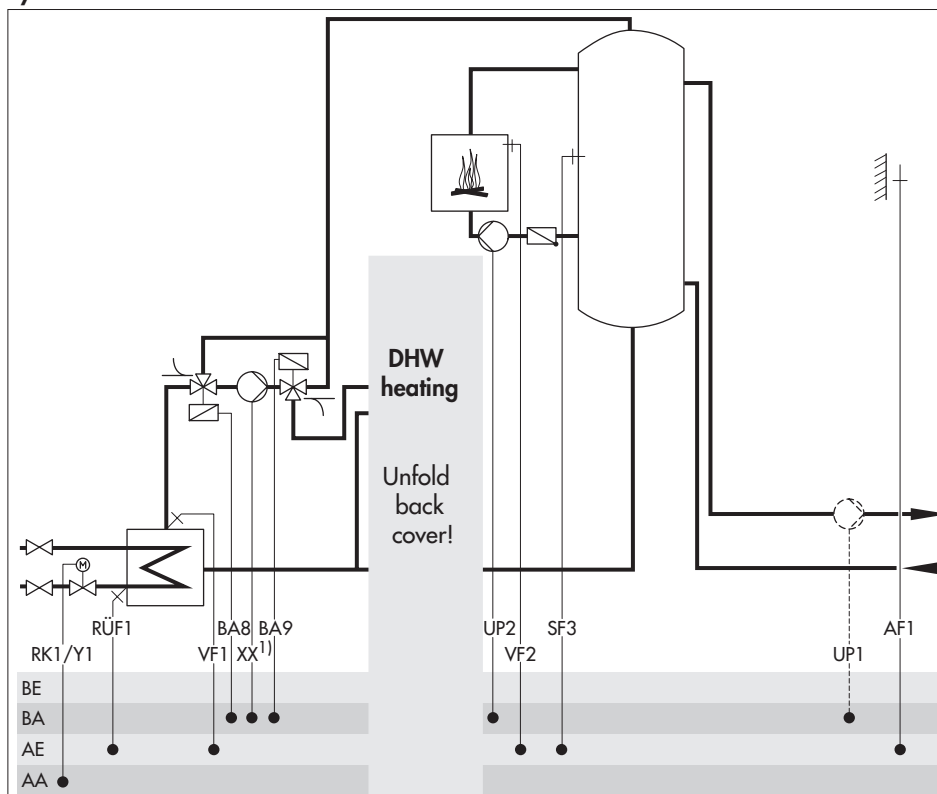 DHW
heating
Unfold
back
cover!
M
RÜF1 BA8 BA9 UP2 SF3 AF1
RK1/Y1 VF1 XX1) VF2 UP1
BE
BA
AE
AA